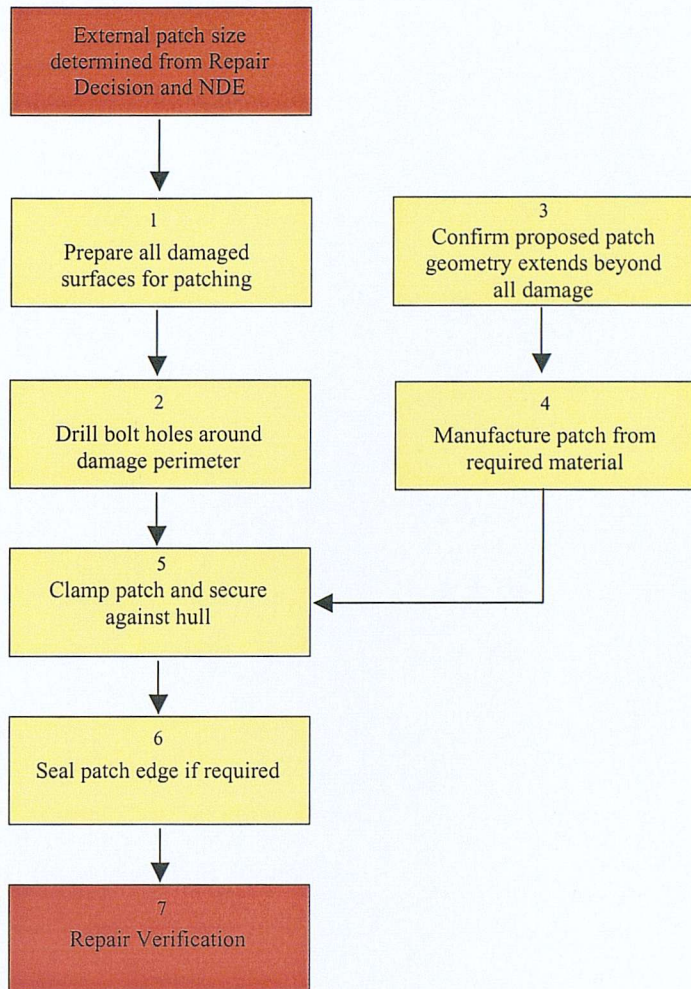 External patch size
determined from Repair
Decision and NDE
1
Prepare all damaged
surfaces for patching
3
Confirm proposed patch
geometry extends beyond
all damage
2
Drill bolt holes around
damage perimeter
4
Manufacture patch from
required material
5
Clamp patch and secure
against hull
6
Seal patch edge if required
7
Repair Verification